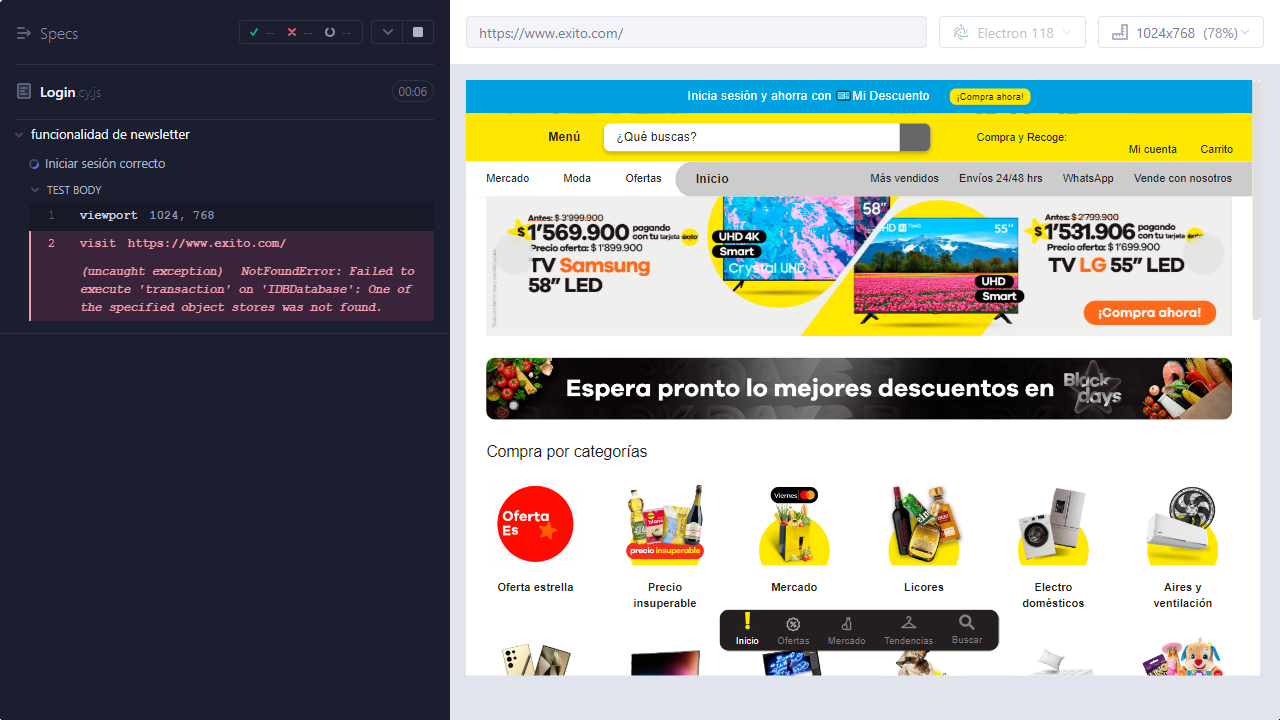 Specs
--
--
--
Login.cy.js
00:06
funcionalidad de newsletter
Iniciar sesión correcto
TEST BODY
1 viewport 1024, 768
2 visit https://www.exito.com/
(uncaught exception) NotFoundError: Failed to
execute 'transaction' on 'IDBDatabase': One of
the specified object stores was not found.
https://www.exito.com/
Electron 118
1024x768 (78%)
Inicia sesión y ahorra con Mi Descuento
¡Compra ahora!
Menú
¿Qué buscas?
Compra y Recoge:
Mi cuenta
Carrito
Mercado
Moda
Ofertas
Inicio
Más vendidos
Envíos 24/48 hrs
WhatsApp
Vende con nosotros
Antes: $ 3'999.900
$1'569.900 pagando
con tu tarjeta éxito
Precio oferta: $ 1'899.900
TV Samsung
58" LED
UHD 4K
Smart
Crystal UHD
58"
UHD AI
55"
UHD
Smart
Antes: $ 2'799.900
$1'531.906 pagando
con tu tarjeta éxito
Precio oferta: $ 1'699.900
TV LG 55" LED
¡Compra ahora!
Espera pronto lo mejores descuentos en Black
days
Compra por categorías
Oferta
Es
precio insuperable
Viernes
Oferta estrella
Precio
insuperable
Mercado
Licores
Electro
domésticos
Aires y
ventilación
Inicio
Ofertas
Mercado
Tendencias
Buscar